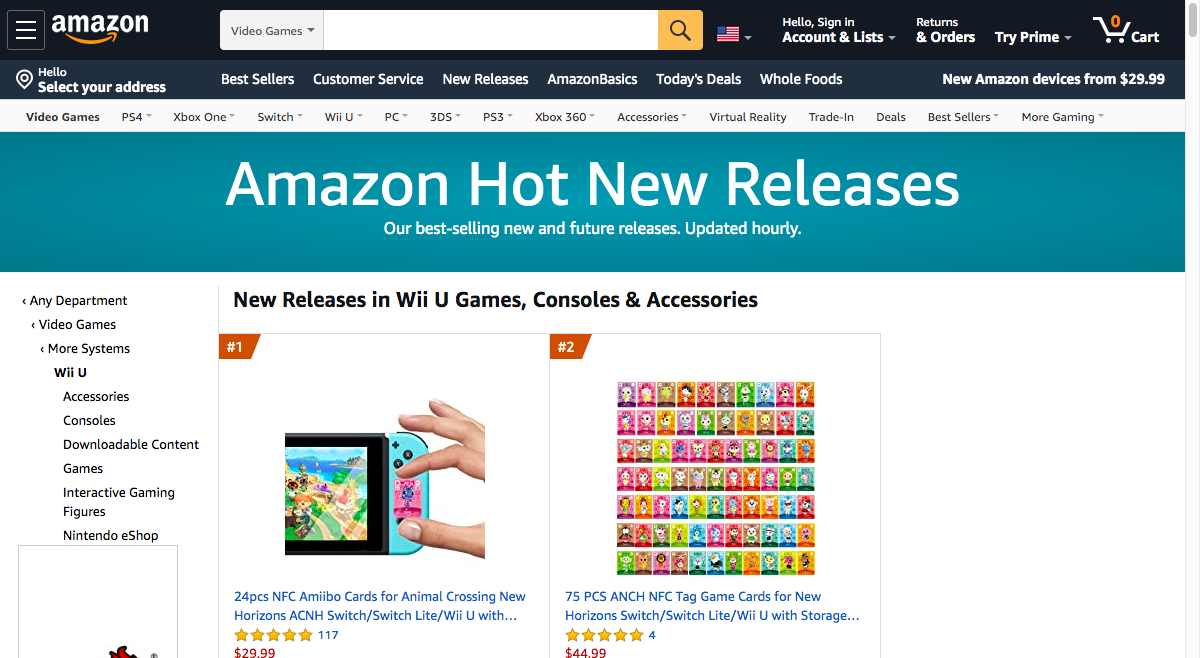 amazon
Video Games
Hello, Sign in
Account & Lists
Returns
& Orders
Try Prime
0
Cart
Hello
Select your address
Best Sellers
Customer Service
New Releases
AmazonBasics
Today's Deals
Whole Foods
New Amazon devices from $29.99
Video Games
PS4
Xbox One
Switch
Wii U
PC
3DS
PS3
Xbox 360
Accessories
Virtual Reality
Trade-In
Deals
Best Sellers
More Gaming
Amazon Hot New Releases
Our best-selling new and future releases. Updated hourly.
‹ Any Department
‹ Video Games
‹ More Systems
Wii U
Accessories
Consoles
Downloadable Content
Games
Interactive Gaming
Figures
Nintendo eShop
New Releases in Wii U Games, Consoles & Accessories
#1
24pcs NFC Amiibo Cards for Animal Crossing New
Horizons ACNH Switch/Switch Lite/Wii U with...
117
$29.99
#2
75 PCS ANCH NFC Tag Game Cards for New
Horizons Switch/Switch Lite/Wii U with Storage...
4
$44.99
®